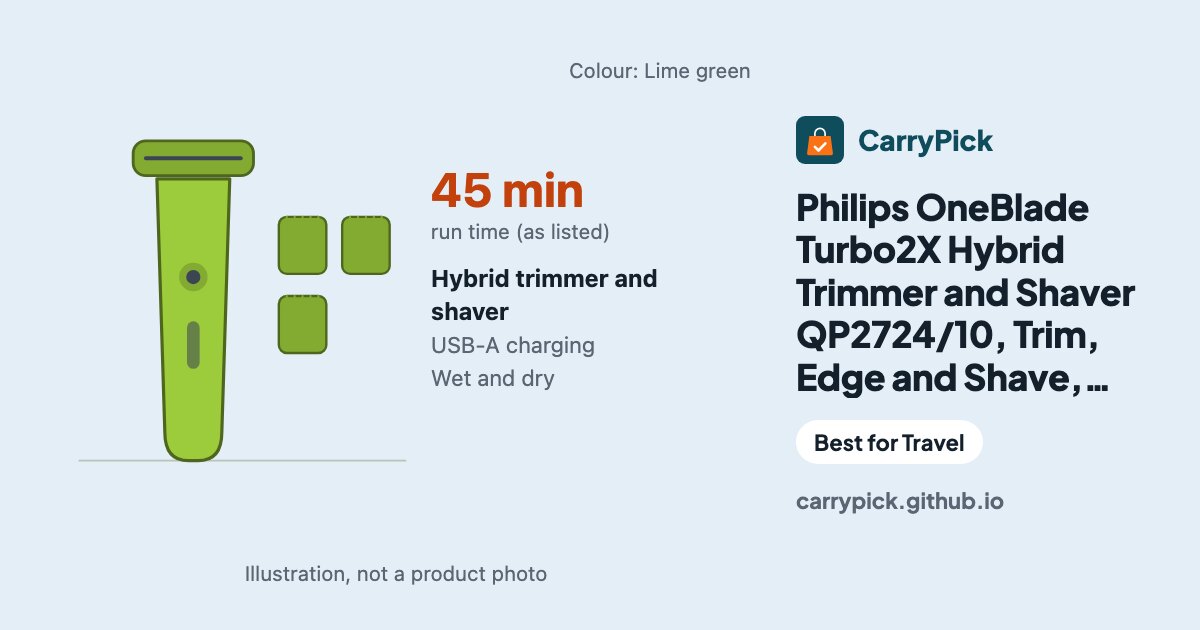 Colour: Lime green
45 min
run time (as listed)
Hybrid trimmer and
shaver
USB-A charging
Wet and dry
CarryPick
Philips OneBlade
Turbo2X Hybrid
Trimmer and Shaver
QP2724/10, Trim,
Edge and Shave, ...
Best for Travel
carrypick.github.io
Illustration, not a product photo